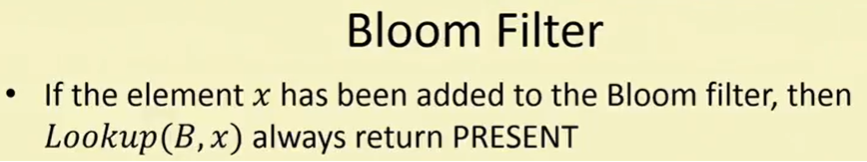 Bloom Filter
• If the element x has been added to the Bloom filter, then
Lookup(B, x) always return PRESENT